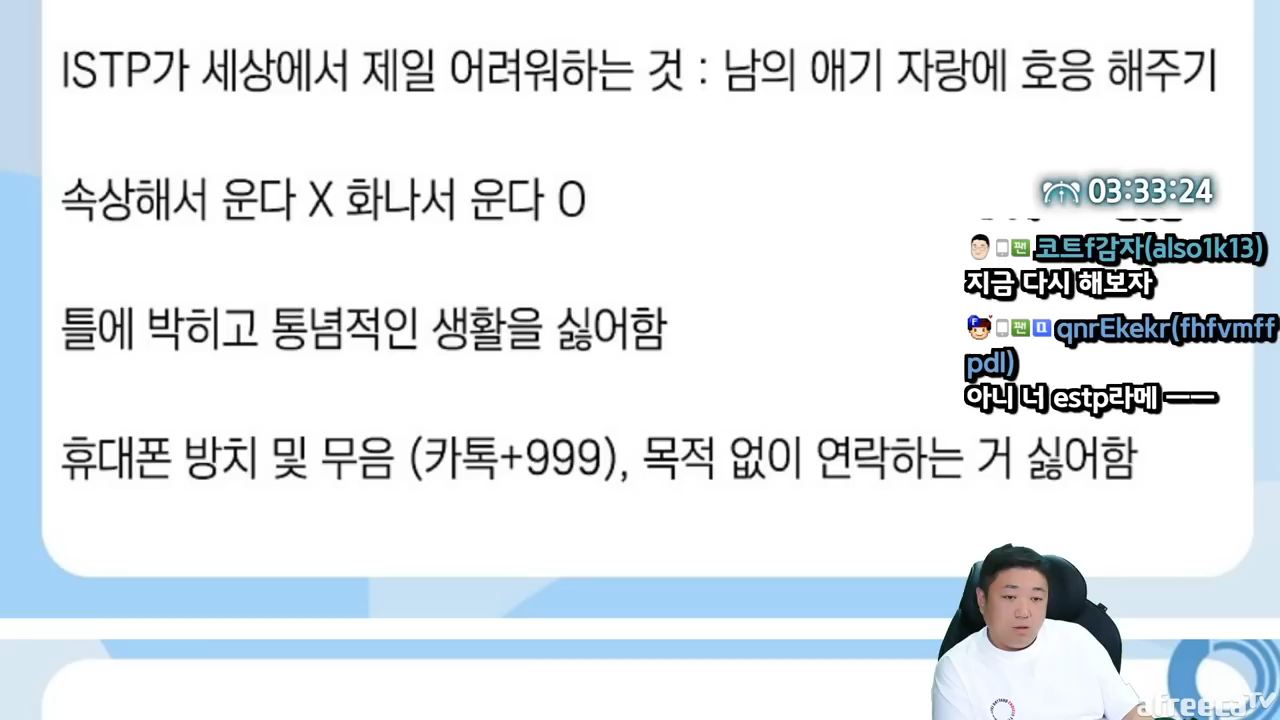 ISTP가 세상에서 제일 어려워하는 것 : 남의 애기 자랑에 호응 해주기
속상해서 운다 X 화나서 운다 O
03:33:24
코트f감자(also1k13)
지금 다시 해보자
틀에 박히고 통념적인 생활을 싫어함
qnrEkekr(fhfvmff
pdl)
아니 너 estp라메 ㅡㅡ
휴대폰 방치 및 무음 (카톡+999), 목적 없이 연락하는 거 싫어함
afreecaTV